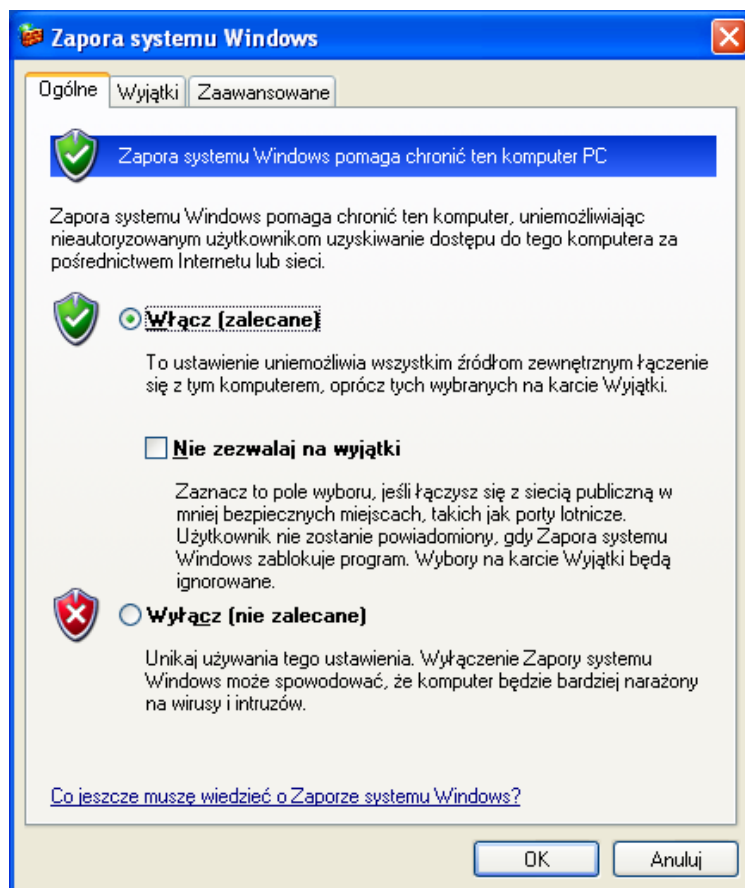 Zapora systemu Windows
Ogólne Wyjątki Zaawansowane
Zapora systemu Windows pomaga chronić ten komputer PC
Zapora systemu Windows pomaga chronić ten komputer, uniemożliwiając
nieautoryzowanym użytkownikom uzyskiwanie dostępu do tego komputera za
pośrednictwem Internetu lub sieci.
Włącz (zalecane)
To ustawienie uniemożliwia wszystkim źródłom zewnętrznym łączenie
się z tym komputerem, oprócz tych wybranych na karcie Wyjątki.
Nie zezwalaj na wyjątki
Zaznacz to pole wyboru, jeśli łączysz się z siecią publiczną w
mniej bezpiecznych miejscach, takich jak porty lotnicze.
Użytkownik nie zostanie powiadomiony, gdy Zapora systemu
Windows zablokuje program. Wybory na karcie Wyjątki będą
ignorowane.
Wyłącz (nie zalecane)
Unikaj używania tego ustawienia. Wyłączenie Zapory systemu
Windows może spowodować, że komputer będzie bardziej narażony
na wirusy i intruzów.
Co jeszcze muszę wiedzieć o Zaporze systemu Windows?
OK Anuluj